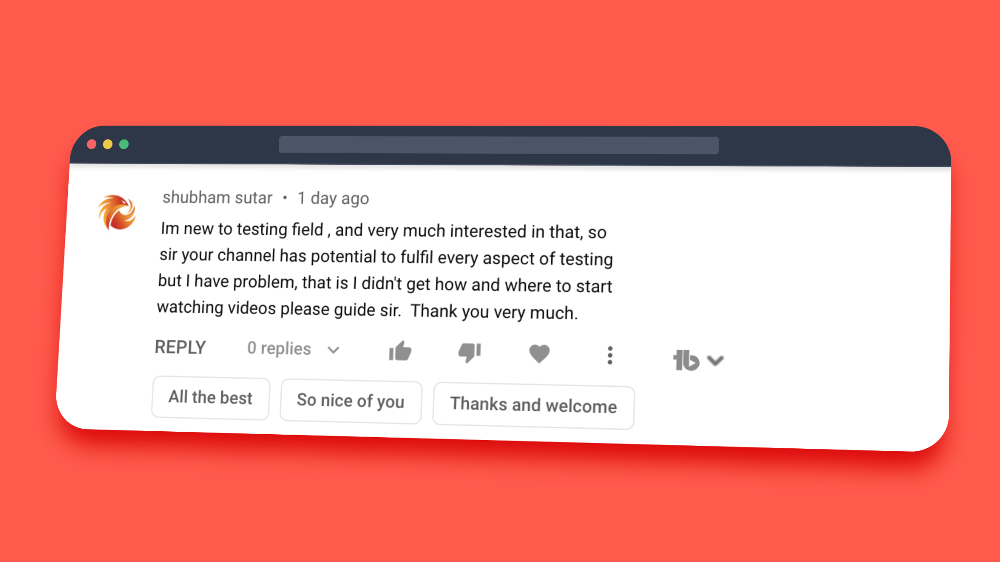 shubham sutar • 1 day ago
Im new to testing field , and very much interested in that, so
sir your channel has potential to fulfil every aspect of testing
but I have problem, that is I didn't get how and where to start
watching videos please guide sir.  Thank you very much.
REPLY 0 replies tb
All the best So nice of you Thanks and welcome